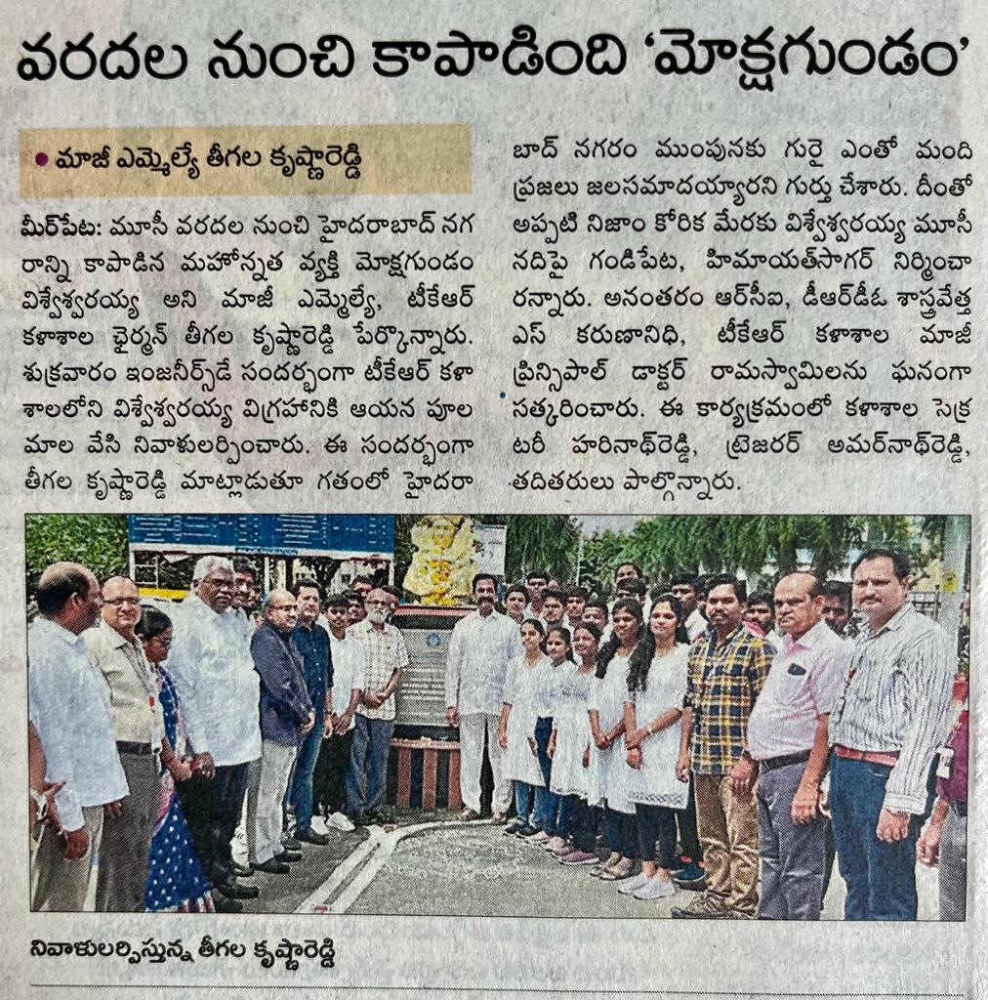 వరదల నుంచి కాపాడింది ‘మోక్షగుండం’
• మాజీ ఎమ్మెల్యే తీగల కృష్ణారెడ్డి
మీర్‌పేట: మూసీ వరదల నుంచి హైదరాబాద్ నగ
రాన్ని కాపాడిన మహోన్నత వ్యక్తి మోక్షగుండం
విశ్వేశ్వరయ్య అని మాజీ ఎమ్మెల్యే, టీకేఆర్
కళాశాల ఛైర్మన్ తీగల కృష్ణారెడ్డి పేర్కొన్నారు.
శుక్రవారం ఇంజనీర్స్‌డే సందర్భంగా టీకేఆర్ కళా
శాలలోని విశ్వేశ్వరయ్య విగ్రహానికి ఆయన పూల
మాల వేసి నివాళులర్పించారు. ఈ సందర్భంగా
తీగల కృష్ణారెడ్డి మాట్లాడుతూ గతంలో హైదరా
బాద్ నగరం ముంపునకు గురై ఎంతో మంది
ప్రజలు జలసమాదయ్యారని గుర్తు చేశారు. దీంతో
అప్పటి నిజాం కోరిక మేరకు విశ్వేశ్వరయ్య మూసీ
నదిపై గండిపేట, హిమాయత్‌సాగర్ నిర్మించా
రన్నారు. అనంతరం ఆర్‌సీఐ, డీఆర్‌డీఓ శాస్త్రవేత్త
ఎస్ కరుణానిధి, టీకేఆర్ కళాశాల మాజీ
ప్రిన్సిపాల్ డాక్టర్ రామస్వామిలను ఘనంగా
సత్కరించారు. ఈ కార్యక్రమంలో కళాశాల సెక్ర
టరీ హరినాథ్‌రెడ్డి, ట్రెజరర్ అమర్‌నాథ్‌రెడ్డి,
తదితరులు పాల్గొన్నారు.
నివాళులర్పిస్తున్న తీగల కృష్ణారెడ్డి